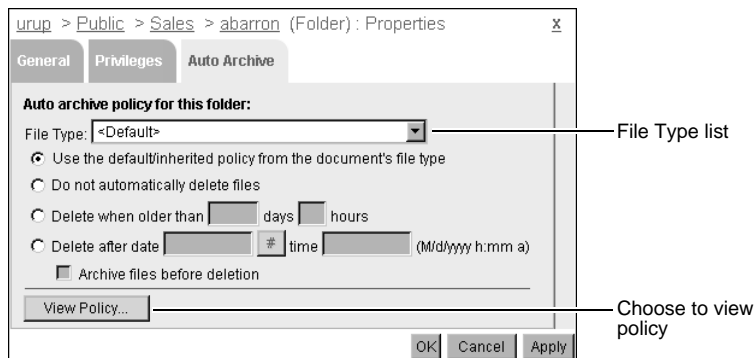 urup > Public > Sales > abarron (Folder) : Properties x
General Privileges Auto Archive
Auto archive policy for this folder:
File Type: <Default>
File Type list
Use the default/inherited policy from the document's file type
Do not automatically delete files
Delete when older than days hours
Delete after date # time (M/d/yyyy h:mm a)
Archive files before deletion
View Policy...
Choose to view
policy
OK Cancel Apply